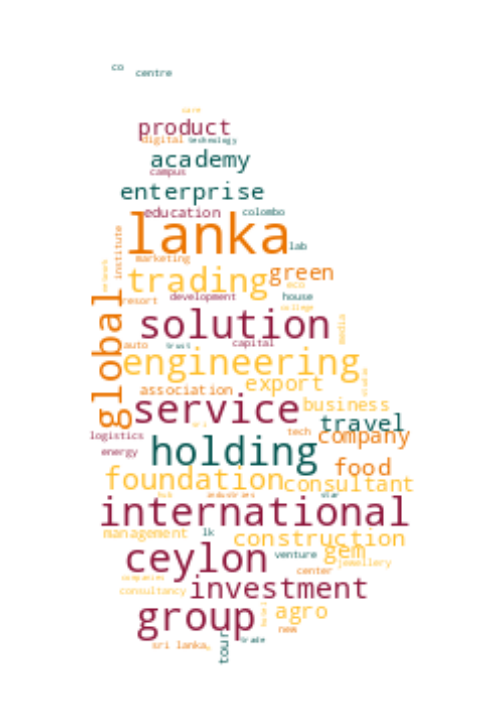 co
centre
care
product
digital technology
academy
campus
enterprise
education colombo
lanka
lab
institute
marketing
network
trading green
eco
resort development house
college
global
solution
media
auto trust capital
engineering
export
association
business
service
travel
logistics tech company
energy
holding
food
foundation consultant
hub industries star
international
management lk construction
gem
ceylon venture
jewellery
center
companies
investment
consultancy
hotel
group agro
new
tour
trade
sri lanka